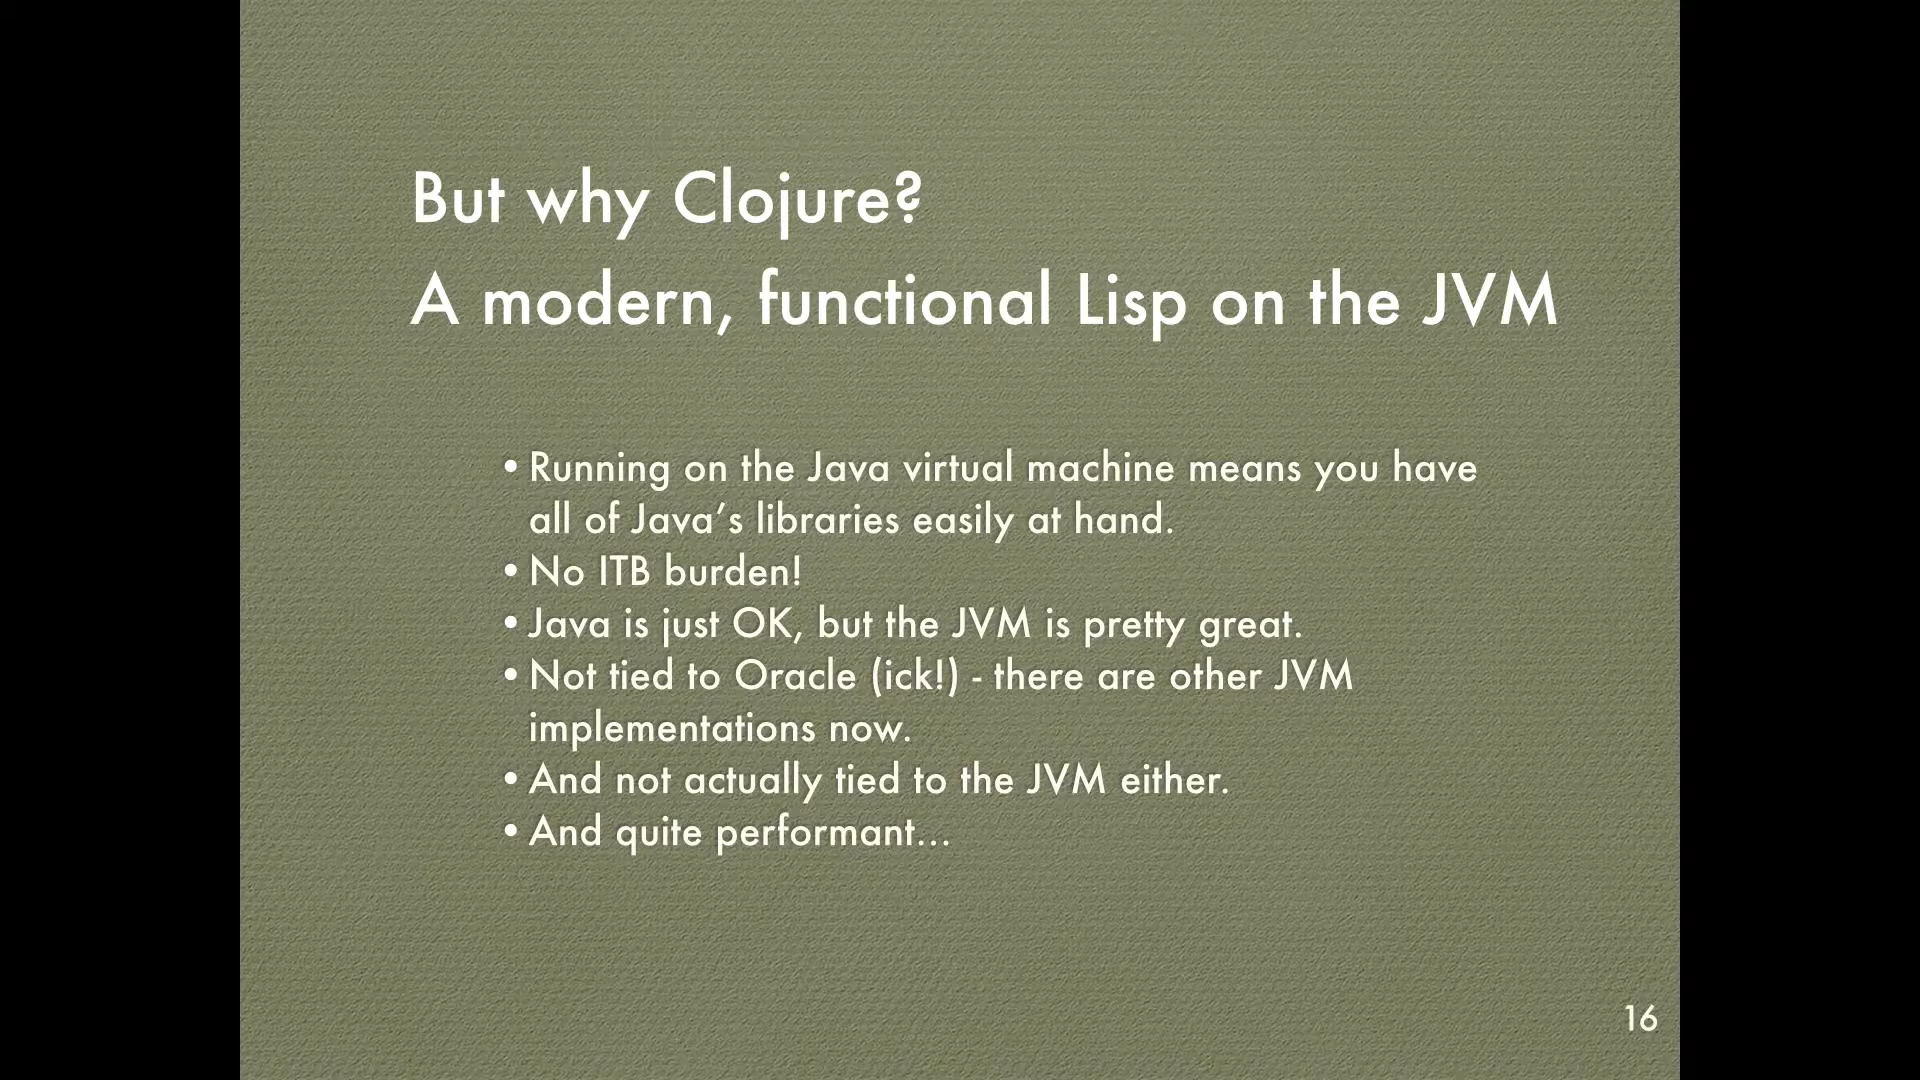 But why Clojure?
A modern, functional Lisp on the JVM
•Running on the Java virtual machine means you have
all of Java’s libraries easily at hand.
•No ITB burden!
•Java is just OK, but the JVM is pretty great.
•Not tied to Oracle (ick!) - there are other JVM
implementations now.
•And not actually tied to the JVM either.
•And quite performant…
16